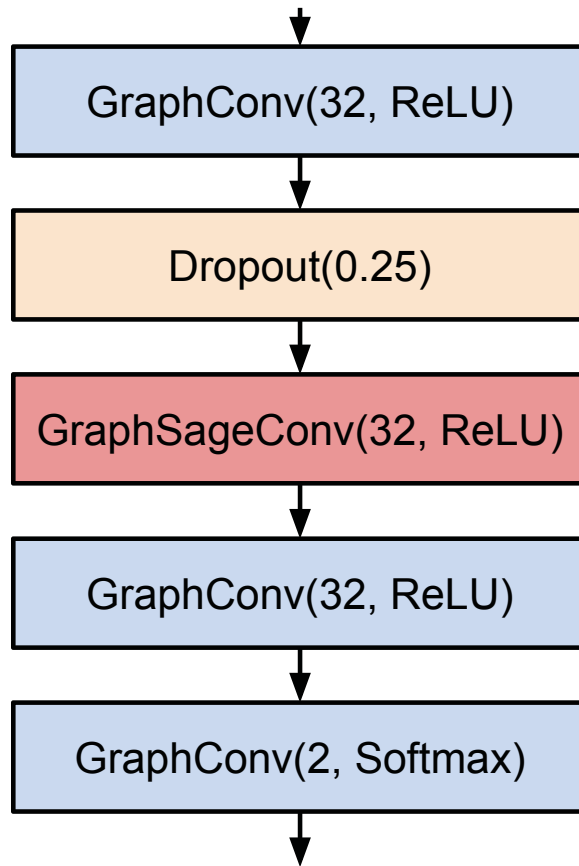 GraphConv(32, ReLU)
Dropout(0.25)
GraphSageConv(32, ReLU)
GraphConv(32, ReLU)
GraphConv(2, Softmax)